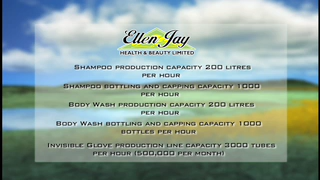 Ellen Jay
HEALTH & BEAUTY LIMITED
SHAMPOO PRODUCTION CAPACITY 200 LITRES
PER HOUR
SHAMPOO BOTTLING AND CAPPING CAPACITY 1000
PER HOUR
BODY WASH PRODUCTION CAPACITY 200 LITRES
PER HOUR
BODY WASH BOTTLING AND CAPPING CAPACITY 1000
BOTTLES PER HOUR
INVISIBLE GLOVE PRODUCTION LINE CAPACITY 3000 TUBES
PER HOUR (500,000 PER MONTH)